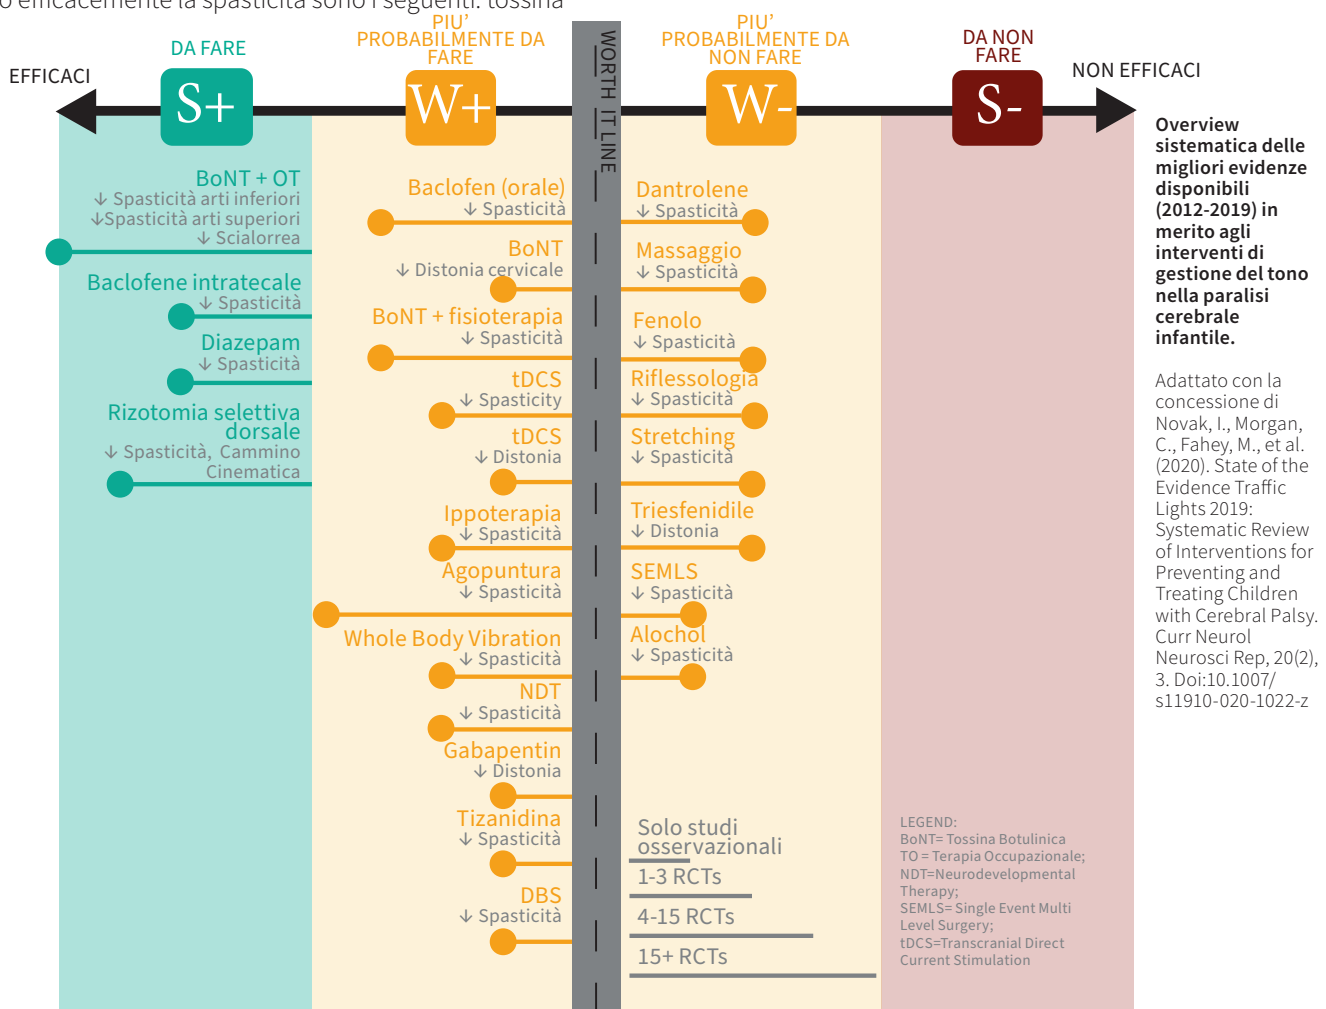 o efficacemente la spasticità sono i seguenti: tossina
EFFICACI
DA FARE
S+
PIU’
PROBABILMENTE DA
FARE
W+
WORTH IT LINE
PIU’
PROBABILMENTE DA
NON FARE
W-
DA NON
FARE
S-
NON EFFICACI
BoNT + OT
↓ Spasticità arti inferiori
↓Spasticità arti superiori
↓ Scialorrea
Baclofene intratecale
↓ Spasticità
Diazepam
↓ Spasticità
Rizotomia selettiva
dorsale
↓ Spasticità, Cammino
Cinematica
Baclofen (orale)
↓ Spasticità
BoNT
↓ Distonia cervicale
BoNT + fisioterapia
↓ Spasticità
tDCS
↓ Spasticity
tDCS
↓ Distonia
Ippoterapia
↓ Spasticità
Agopuntura
↓ Spasticità
Whole Body Vibration
↓ Spasticità
NDT
↓ Spasticità
Gabapentin
↓ Distonia
Tizanidina
↓ Spasticità
DBS
↓ Spasticità
Dantrolene
↓ Spasticità
Massaggio
↓ Spasticità
Fenolo
↓ Spasticità
Riflessologia
↓ Spasticità
Stretching
↓ Spasticità
Triesfenidile
↓ Distonia
SEMLS
↓ Spasticità
Alochol
↓ Spasticità
Solo studi
osservazionali
1-3 RCTs
4-15 RCTs
15+ RCTs
LEGEND:
BoNT= Tossina Botulinica
TO = Terapia Occupazionale;
NDT=Neurodevelopmental
Therapy;
SEMLS= Single Event Multi
Level Surgery;
tDCS=Transcranial Direct
Current Stimulation
Overview
sistematica delle
migliori evidenze
disponibili
(2012-2019) in
merito agli
interventi di
gestione del tono
nella paralisi
cerebrale
infantile.
Adattato con la
concessione di
Novak, I., Morgan,
C., Fahey, M., et al.
(2020). State of the
Evidence Traffic
Lights 2019:
Systematic Review
of Interventions for
Preventing and
Treating Children
with Cerebral Palsy.
Curr Neurol
Neurosci Rep, 20(2),
3. Doi:10.1007/
s11910-020-1022-z